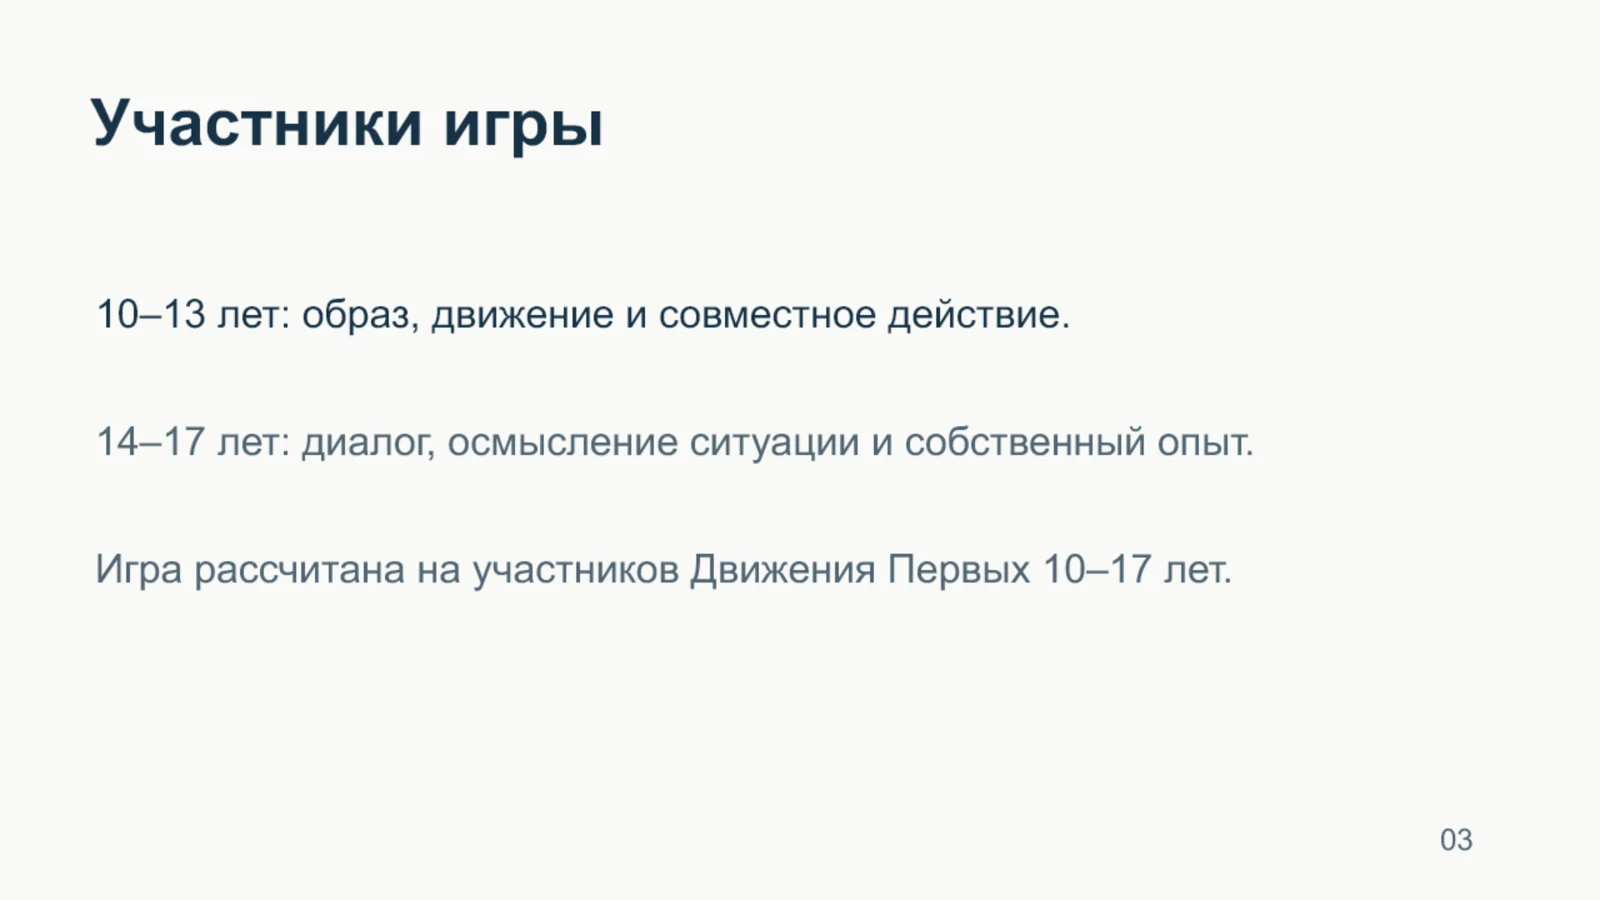 Участники игры
10–13 лет: образ, движение и совместное действие.
14–17 лет: диалог, осмысление ситуации и собственный опыт.
Игра рассчитана на участников Движения Первых 10–17 лет.
03